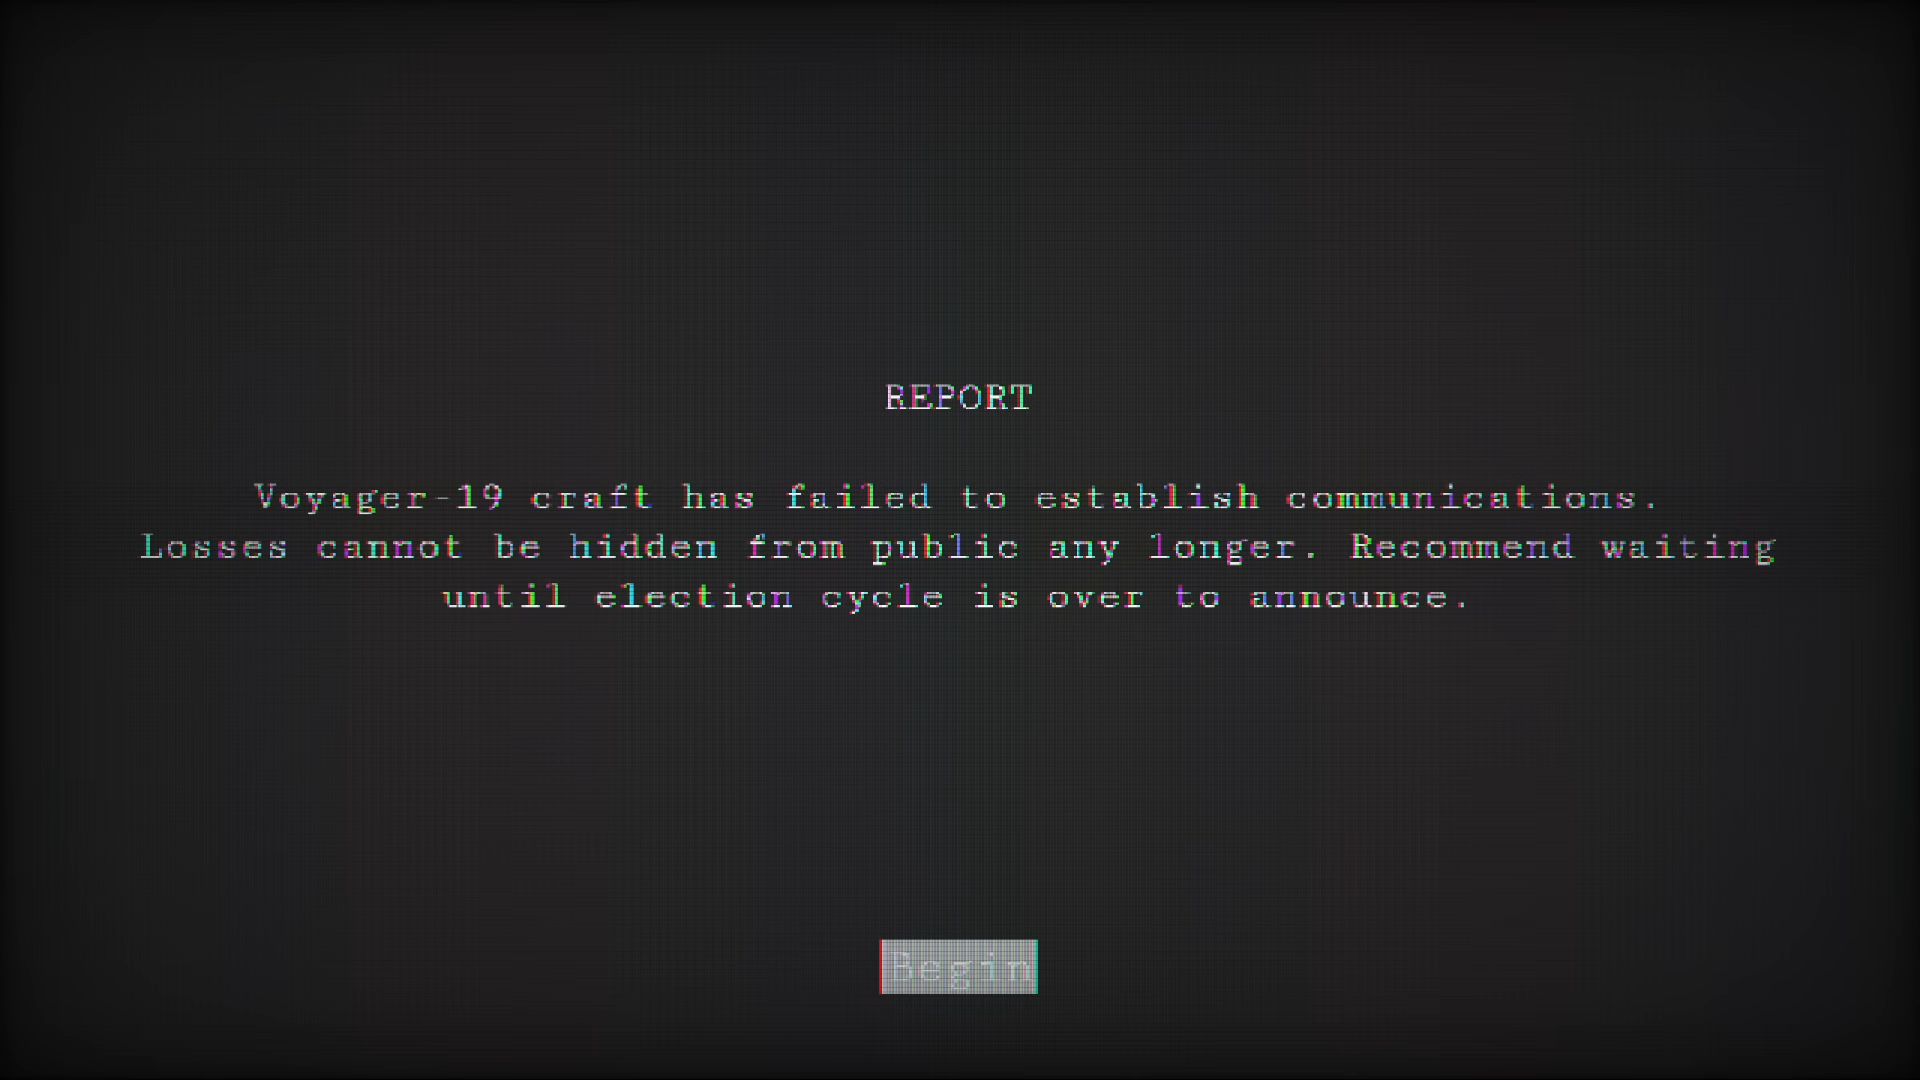 REPORT
Voyager-19 craft has failed to establish communications.
Losses cannot be hidden from public any longer. Recommend waiting
until election cycle is over to announce.
Begin